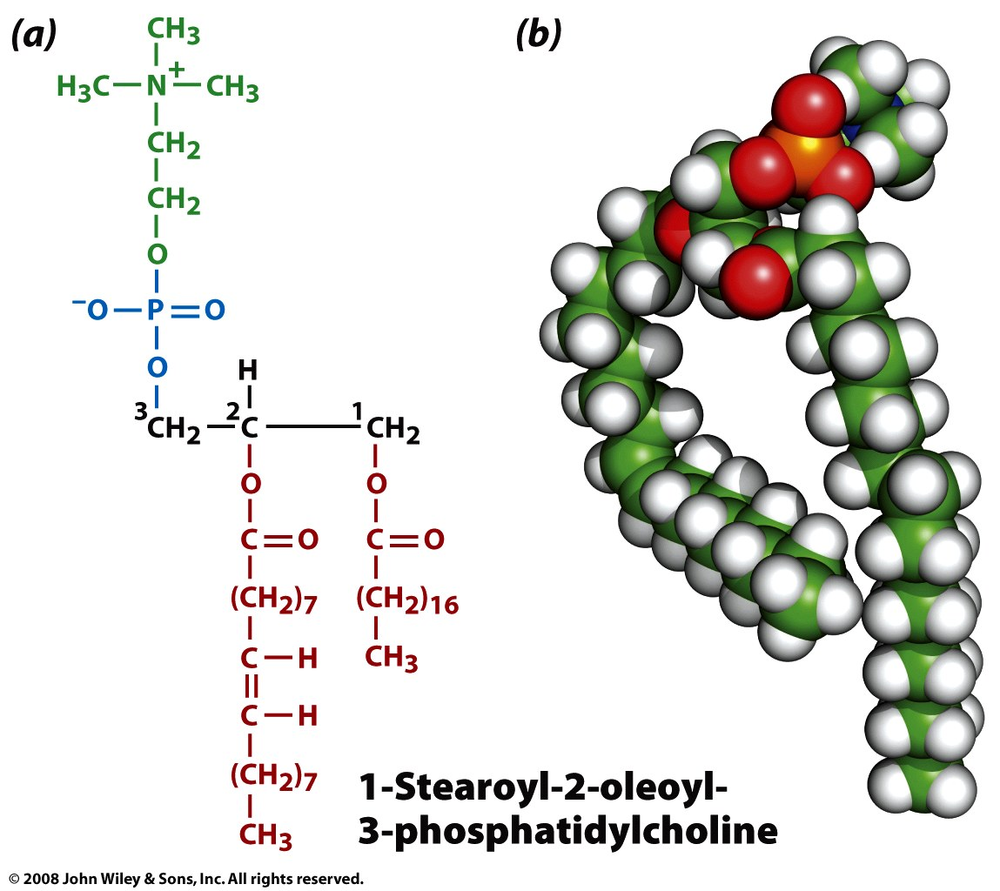 (a)
(b)
CH₃
H₃C—N⁺—CH₃
CH₂
CH₂
O
⁻O—P=O
O
H
³CH₂—²C—¹CH₂
O O
C=O C=O
(CH₂)₇ (CH₂)₁₆
C—H CH₃
C—H
(CH₂)₇
CH₃
1-Stearoyl-2-oleoyl-
3-phosphatidylcholine
© 2008 John Wiley & Sons, Inc. All rights reserved.